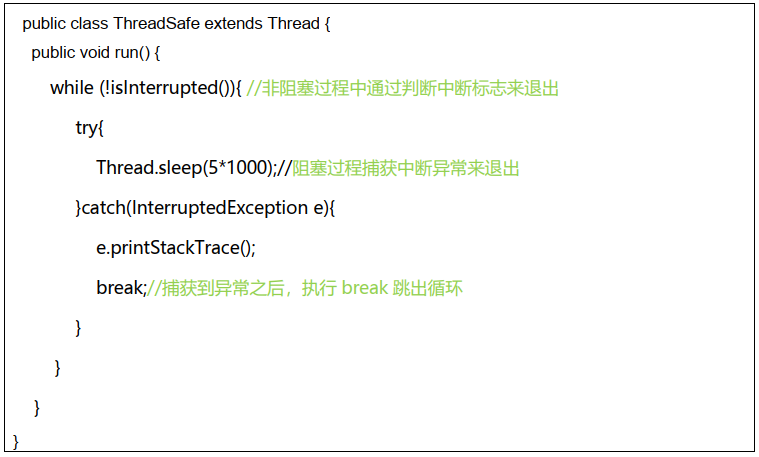 public class ThreadSafe extends Thread {
public void run() {
while (!isInterrupted()){ //非阻塞过程中通过判断中断标志来退出
try{
Thread.sleep(5*1000);//阻塞过程捕获中断异常来退出
}catch(InterruptedException e){
e.printStackTrace();
break;//捕获到异常之后，执行 break 跳出循环
}
}
}
}